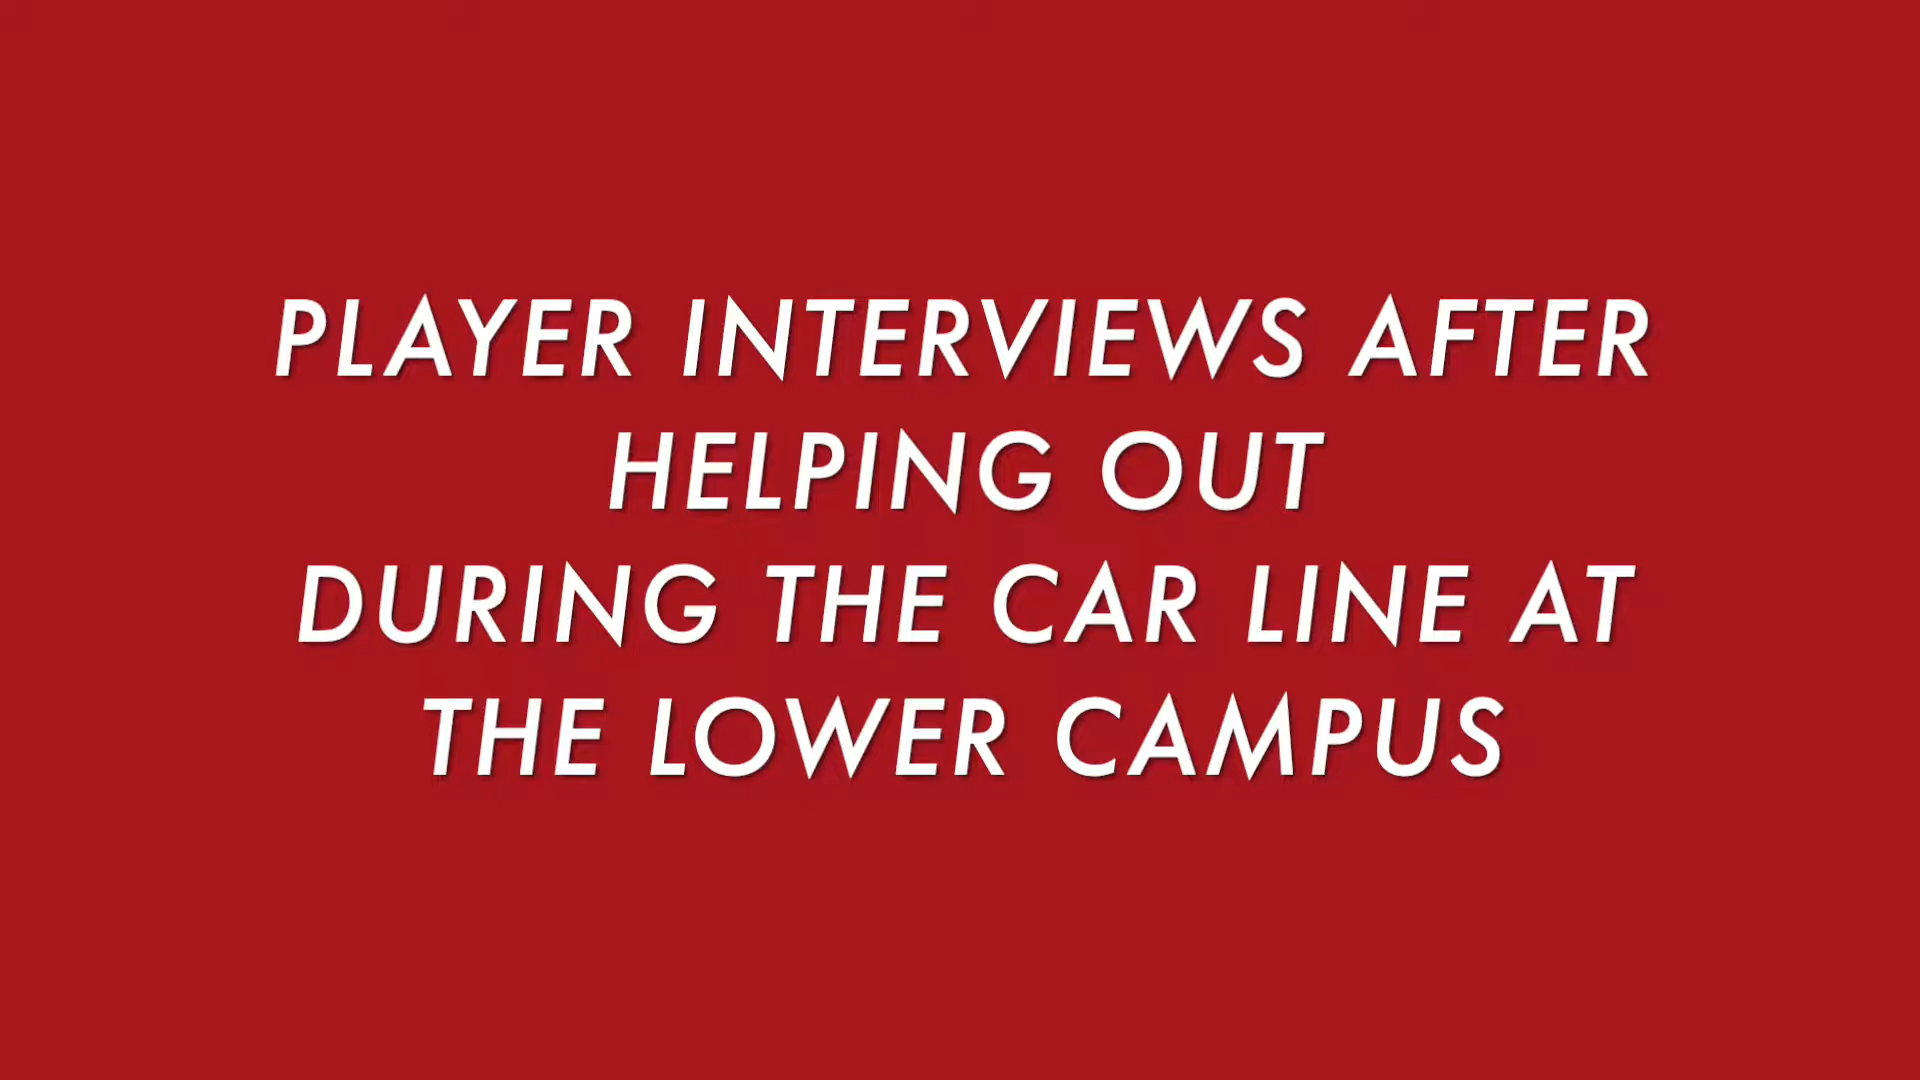 PLAYER INTERVIEWS AFTER
HELPING OUT
DURING THE CAR LINE AT
THE LOWER CAMPUS